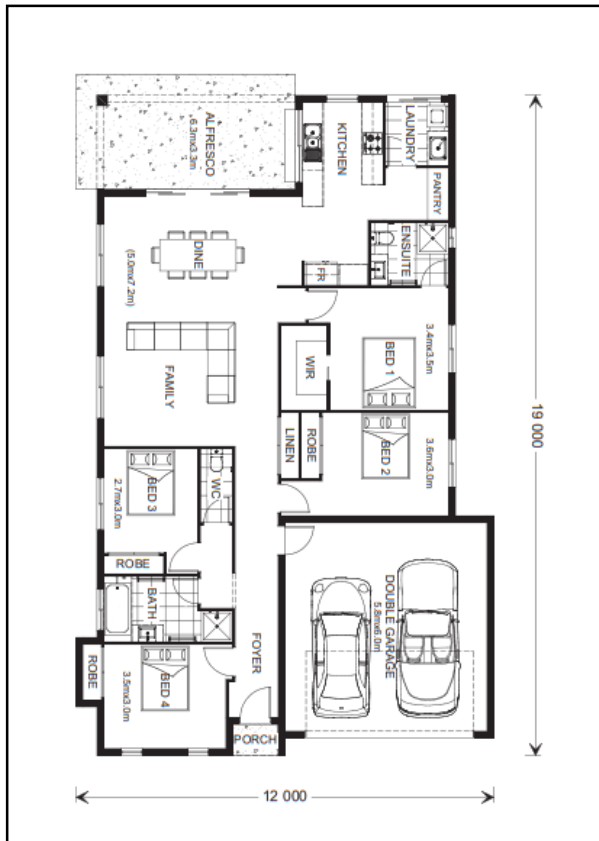 ALFRESCO
6.3mx3.3m
KITCHEN
LAUNDRY
PANTRY
DINE
(5.0mx7.2m)
FR
ENSUITE
FAMILY
WIR
BED 1
3.4mx3.5m
LINEN
ROBE
BED 2
3.6mx3.0m
BED 3
2.7mx3.0m
WC
ROBE
BATH
ROBE
BED 4
3.5mx3.0m
FOYER
PORCH
DOUBLE GARAGE
5.8mx6.0m
19 000
12 000